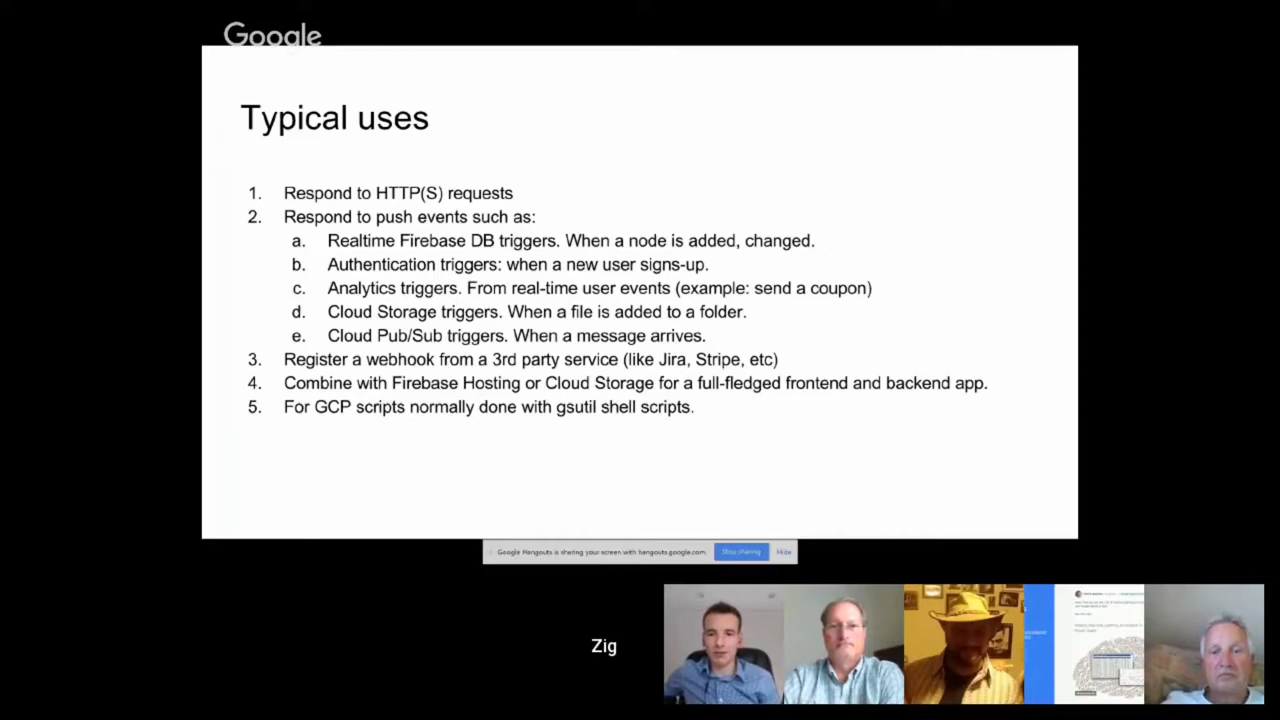 Google
Typical uses
1. Respond to HTTP(S) requests
2. Respond to push events such as:
a. Realtime Firebase DB triggers. When a node is added, changed.
b. Authentication triggers: when a new user signs-up.
c. Analytics triggers. From real-time user events (example: send a coupon)
d. Cloud Storage triggers. When a file is added to a folder.
e. Cloud Pub/Sub triggers. When a message arrives.
3. Register a webhook from a 3rd party service (like Jira, Stripe, etc)
4. Combine with Firebase Hosting or Cloud Storage for a full-fledged frontend and backend app.
5. For GCP scripts normally done with gsutil shell scripts.
Google Hangouts is sharing your screen with hangouts.google.com.
Stop sharing
Hide
Zig